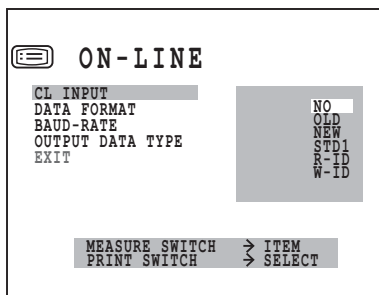 ON-LINE
CL INPUT
DATA FORMAT
BAUD-RATE
OUTPUT DATA TYPE
EXIT
NO
OLD
NEW
STD1
R-ID
W-ID
MEASURE SWITCH → ITEM
PRINT SWITCH → SELECT